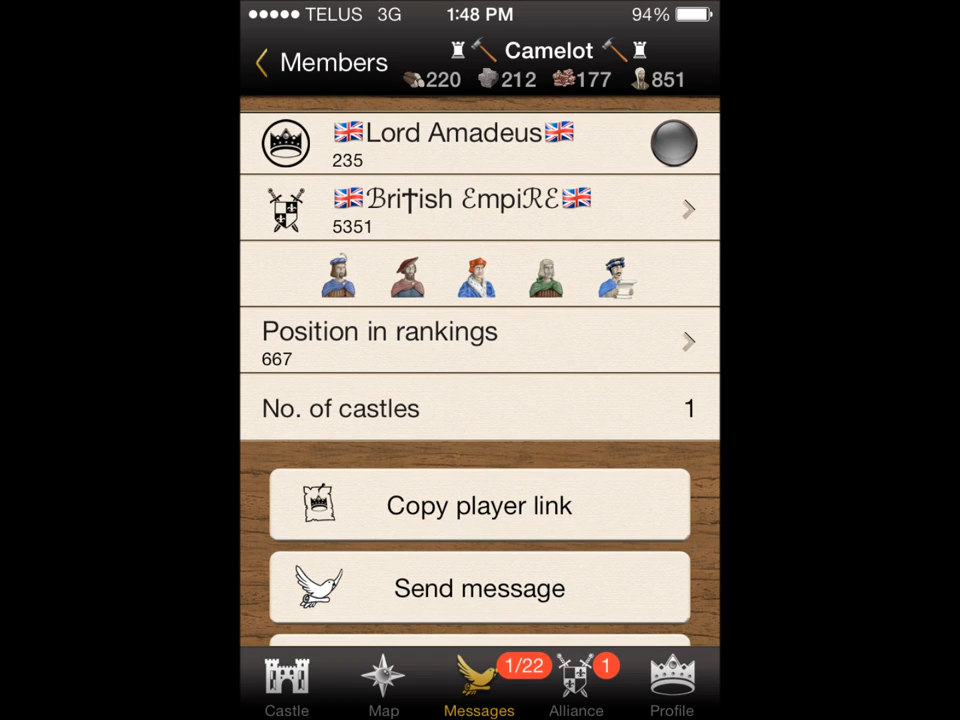 TELUS 3G 1:48 PM 94%
Members
Camelot
220 212 177 851
🇬🇧Lord Amadeus🇬🇧
235
🇬🇧ℬri†ish ℰmpiℛℰ🇬🇧
5351
Position in rankings
667
No. of castles 1
Copy player link
Send message
1/22 1
Castle Map Messages Alliance Profile